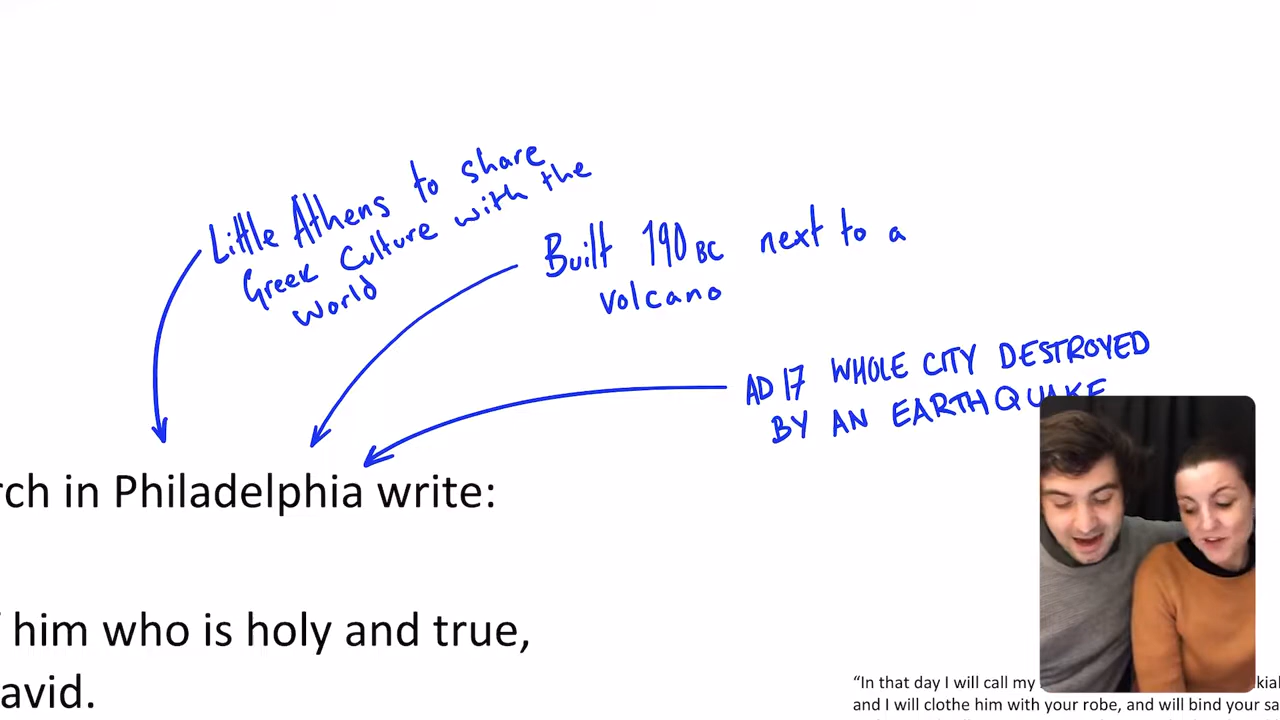 Little Athens to share
Greek Culture with the
World
Built 190 BC next to a
volcano
AD 17 WHOLE CITY DESTROYED
BY AN EARTHQUAKE
rch in Philadelphia write:
him who is holy and true,
avid.
“In that day I will call my
and I will clothe him with your robe, and will bind your sa